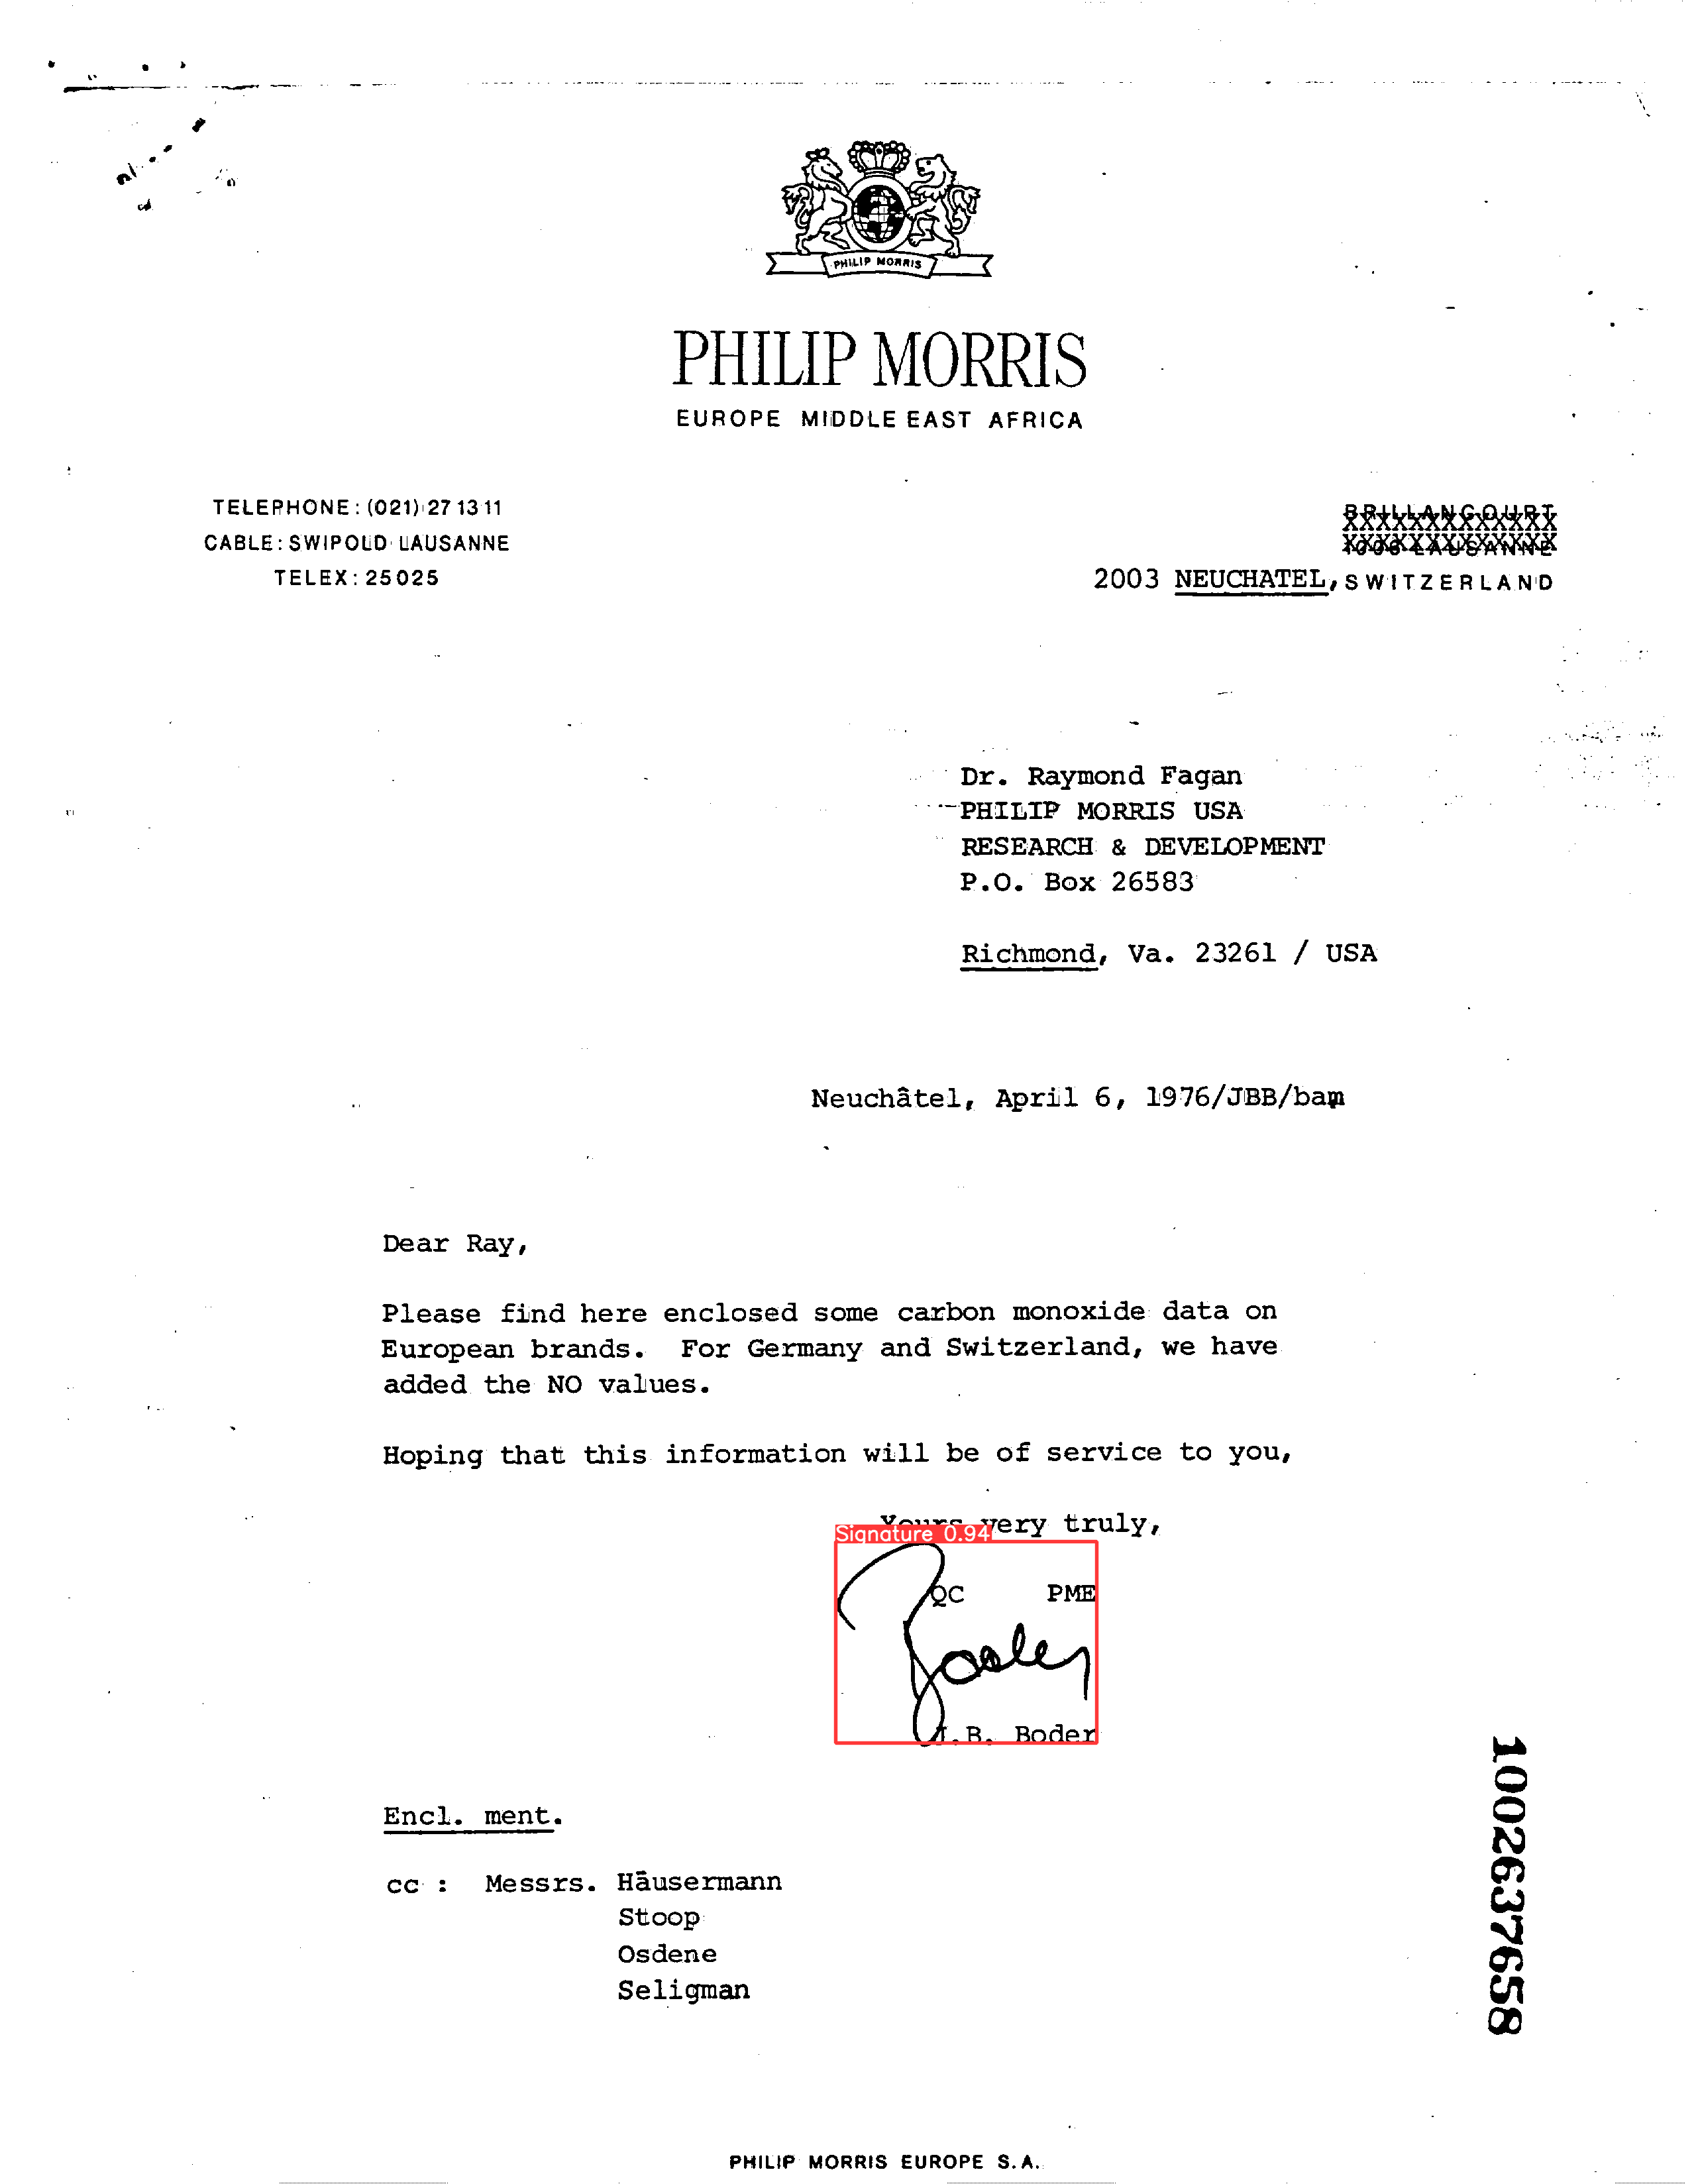 PHILIP MORRIS
PHILIP MORRIS
EUROPE MIDDLE EAST AFRICA
TELEPHONE: (021) 27 13 11
CABLE: SWIPOLD LAUSANNE
TELEX: 25025
BRILLANCOURT
1006 LAUSANNE
2003 NEUCHATEL, SWITZERLAND
Dr. Raymond Fagan
PHILIP MORRIS USA
RESEARCH & DEVELOPMENT
P.O. Box 26583
Richmond, Va. 23261 / USA
Neuchâtel, April 6, 1976/JBB/bam
Dear Ray,
Please find here enclosed some carbon monoxide data on
European brands. For Germany and Switzerland, we have
added the NO values.
Hoping that this information will be of service to you,
Yours very truly,
Signature 0.94
QC PME
Boder
J.B. Boder
Encl. ment.
cc : Messrs. Häusermann
Stoop
Osdene
Seligman
1002637658
PHILIP MORRIS EUROPE S.A.